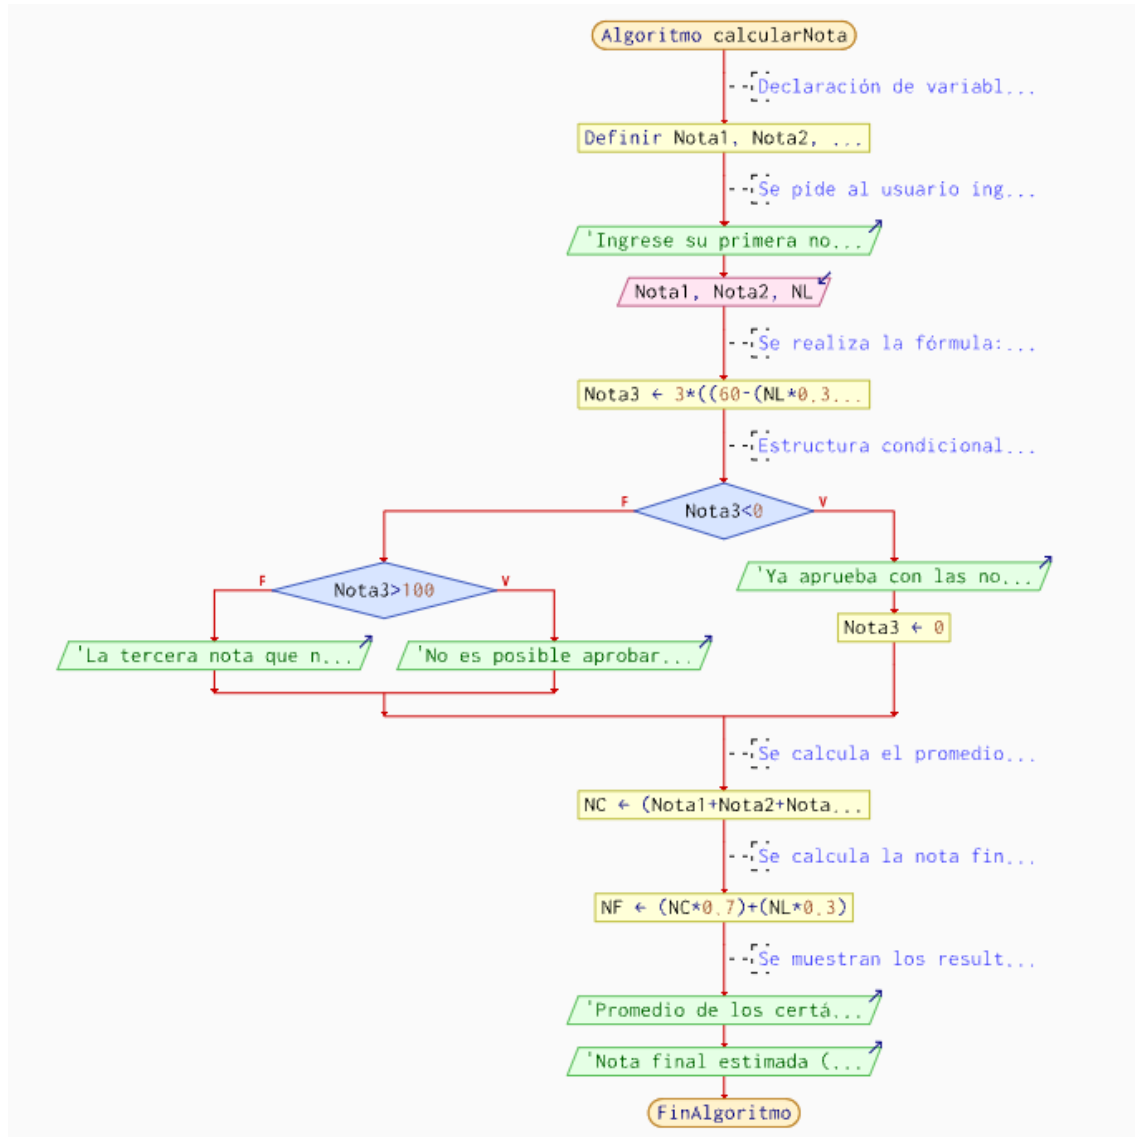 Algoritmo calcularNota
Declaración de variabl...
Definir Nota1, Nota2, ...
Se pide al usuario ing...
'Ingrese su primera no...
Nota1, Nota2, NL
Se realiza la fórmula:...
Nota3 ← 3*((60-(NL*0.3...
Estructura condicional...
F
Nota3<0
V
'Ya aprueba con las no...
Nota3 ← 0
F
Nota3>100
V
'La tercera nota que n...
'No es posible aprobar...
Se calcula el promedio...
NC ← (Nota1+Nota2+Nota...
Se calcula la nota fin...
NF ← (NC*0.7)+(NL*0.3)
Se muestran los result...
'Promedio de los certá...
'Nota final estimada (...
FinAlgoritmo